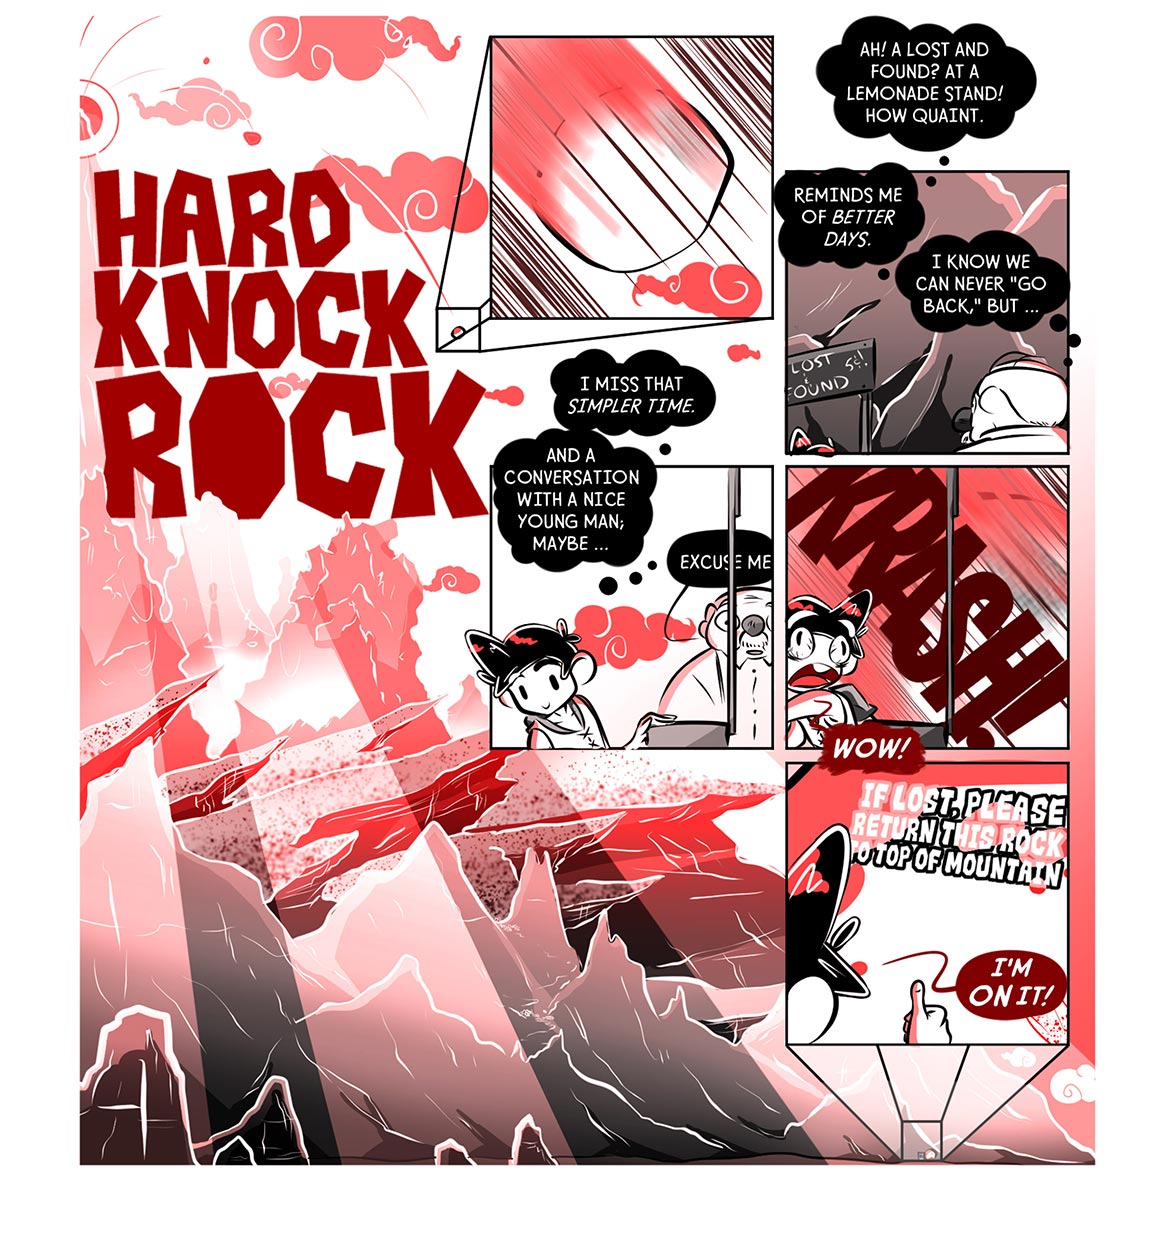 HARD
KNOCK
ROCK
AH! A LOST AND
FOUND? AT A
LEMONADE STAND!
HOW QUAINT.
REMINDS ME
OF BETTER
DAYS.
I KNOW WE
CAN NEVER "GO
BACK," BUT ...
LOST 5¢!
&
FOUND
I MISS THAT
SIMPLER TIME.
AND A
CONVERSATION
WITH A NICE
YOUNG MAN;
MAYBE ...
EXCUSE ME
KRASH!
WOW!
IF LOST, PLEASE
RETURN THIS ROCK
TO TOP OF MOUNTAIN
I'M
ON IT!